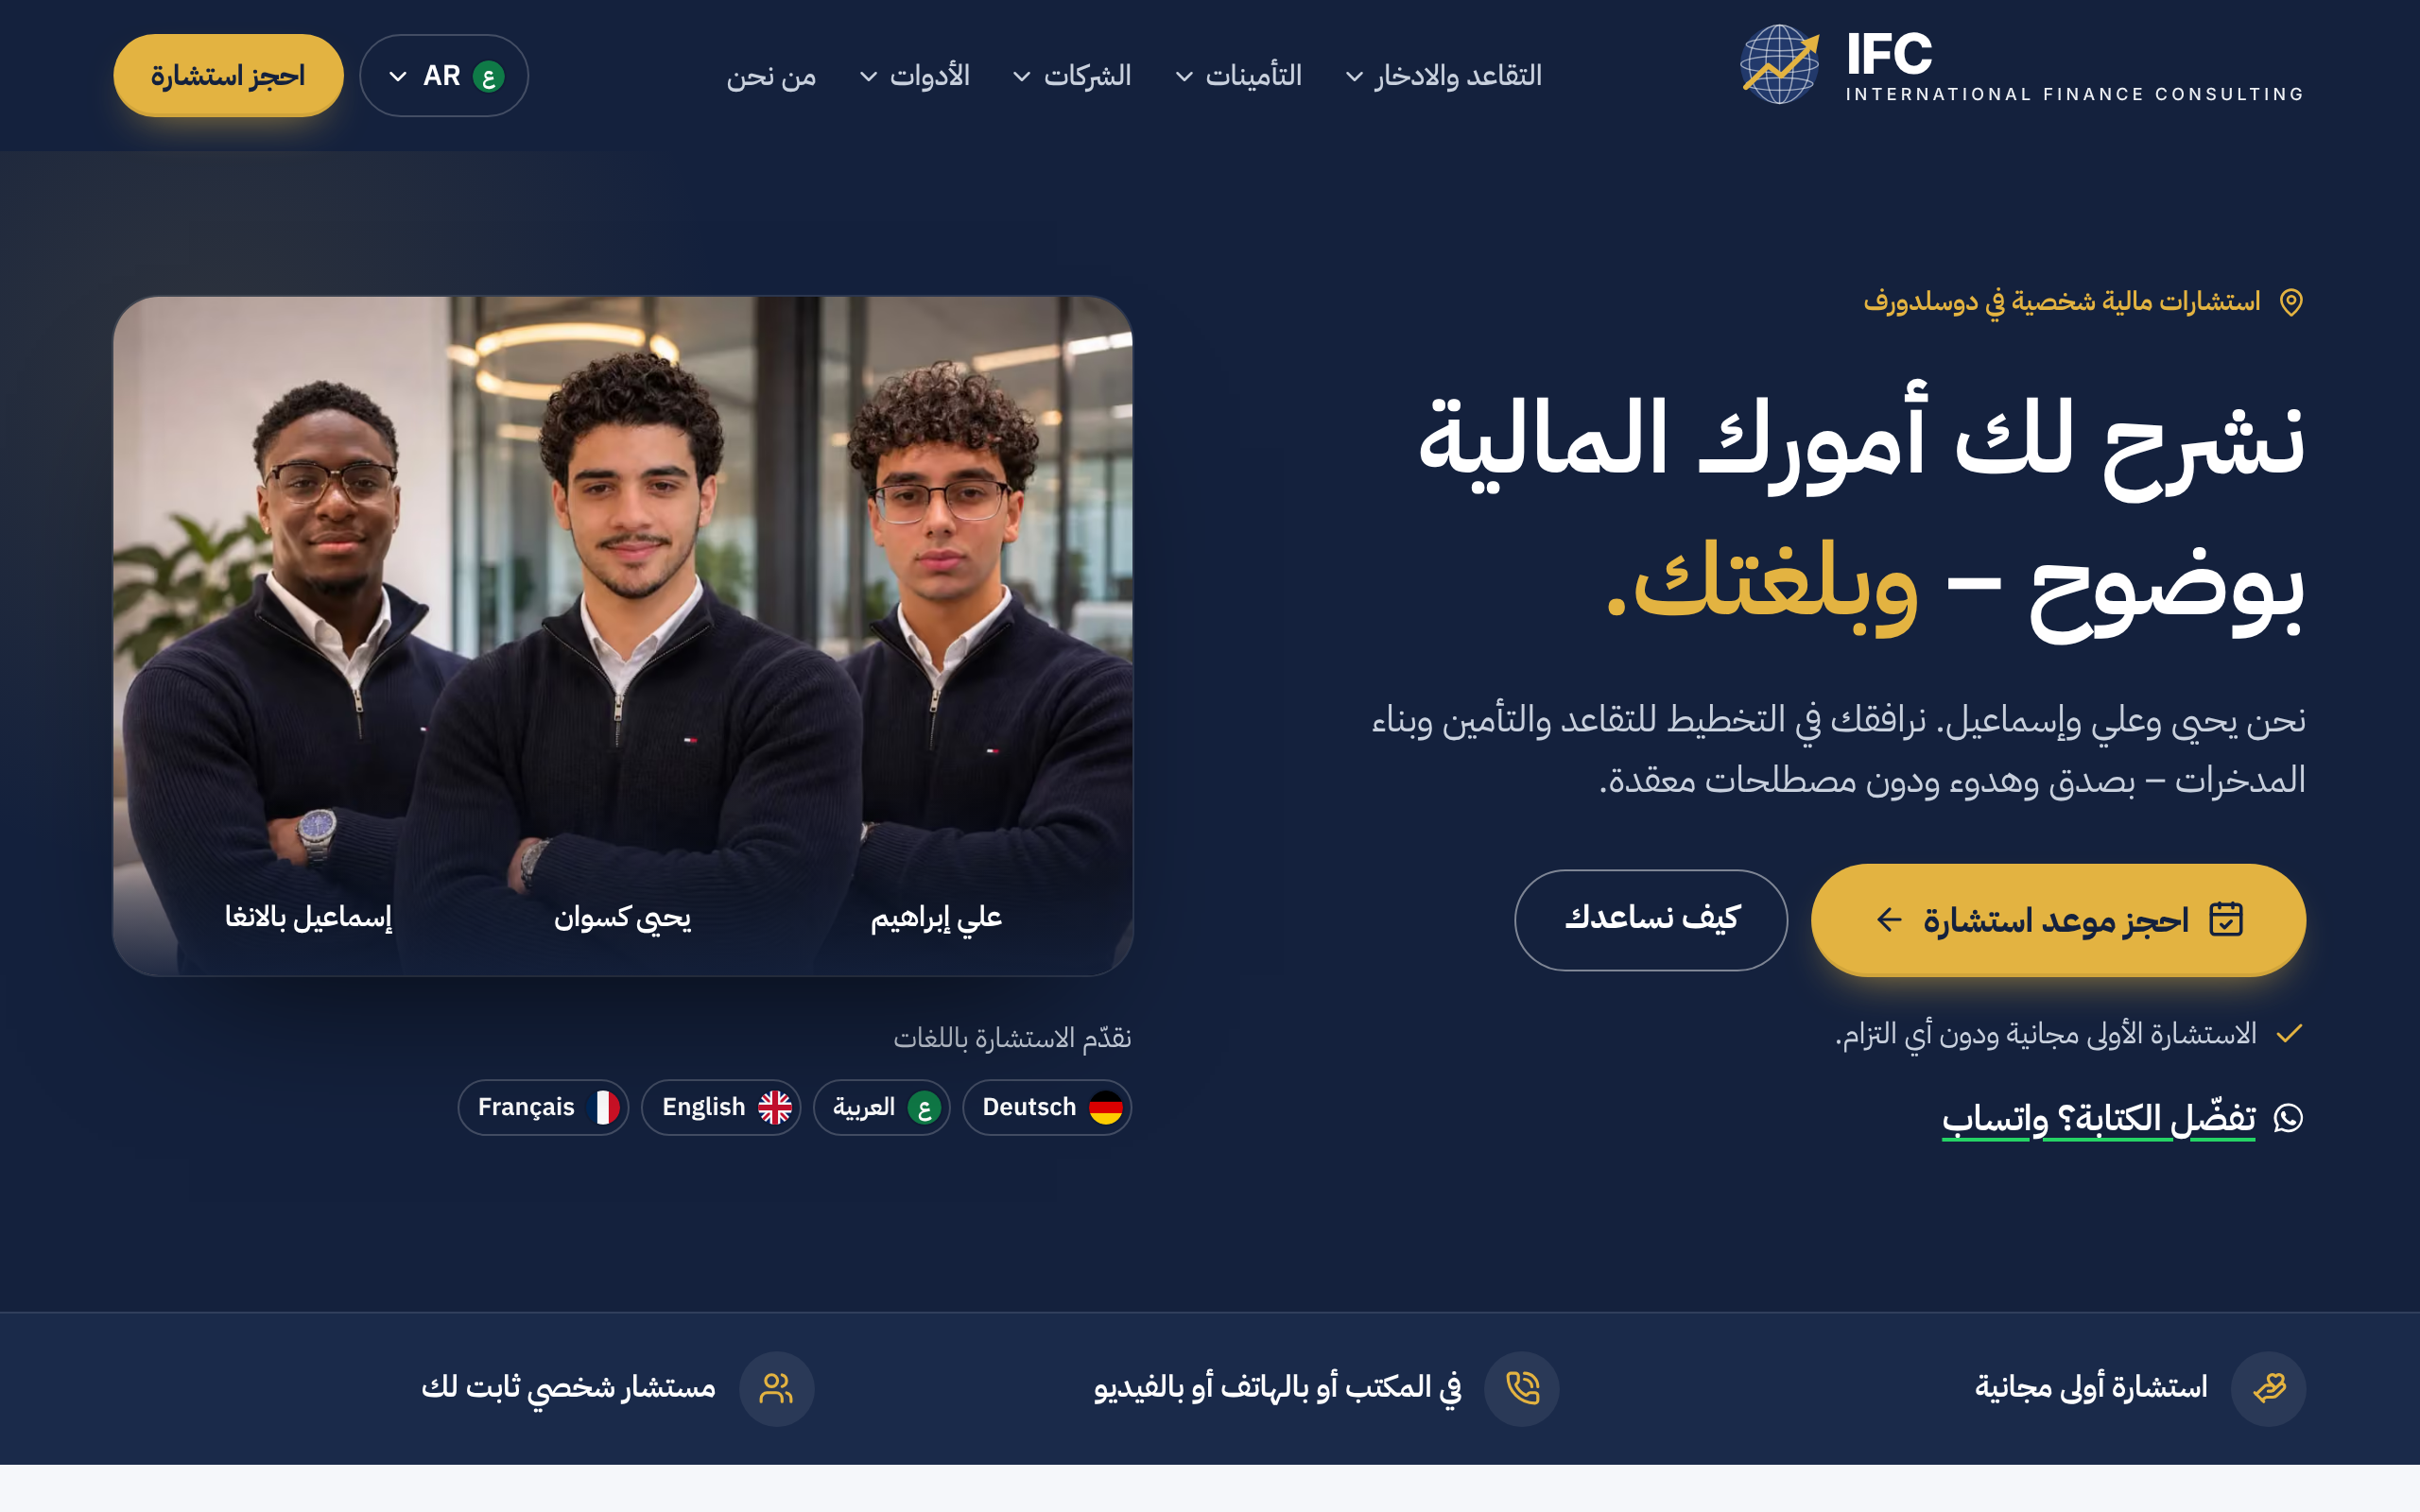 IFC
INTERNATIONAL FINANCE CONSULTING
التقاعد والادخار
التأمينات
الشركات
الأدوات
من نحن
ع AR
احجز استشارة
استشارات مالية شخصية في دوسلدورف
نشرح لك أمورك المالية
بوضوح – وبلغتك.
نحن يحيى وعلي وإسماعيل. نرافقك في التخطيط للتقاعد والتأمين وبناء
المدخرات – بصدق وهدوء ودون مصطلحات معقدة.
احجز موعد استشارة
كيف نساعدك
الاستشارة الأولى مجانية ودون أي التزام.
تفضّل الكتابة؟ واتساب
علي إبراهيم
يحيى كسوان
إسماعيل بالانغا
نقدّم الاستشارة باللغات
Deutsch
ع العربية
English
Français
استشارة أولى مجانية
في المكتب أو بالهاتف أو بالفيديو
مستشار شخصي ثابت لك